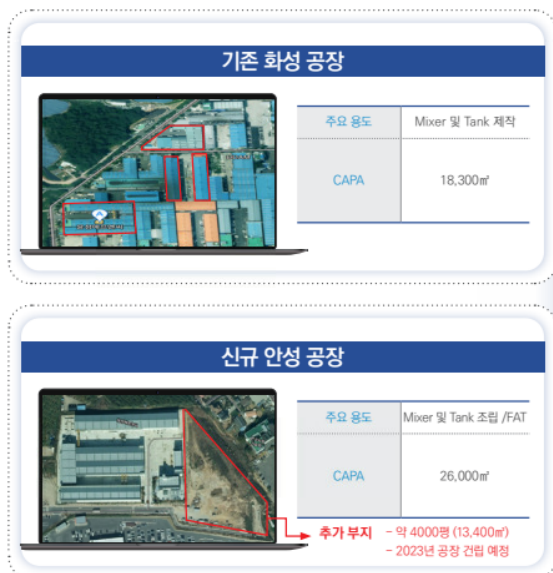 기존 화성 공장
주요 용도 Mixer 및 Tank 제작
CAPA 18,300㎡
신규 안성 공장
주요 용도 Mixer 및 Tank 조립 /FAT
CAPA 26,000㎡
추가 부지 - 약 4000평 (13,400㎡)
- 2023년 공장 건립 예정